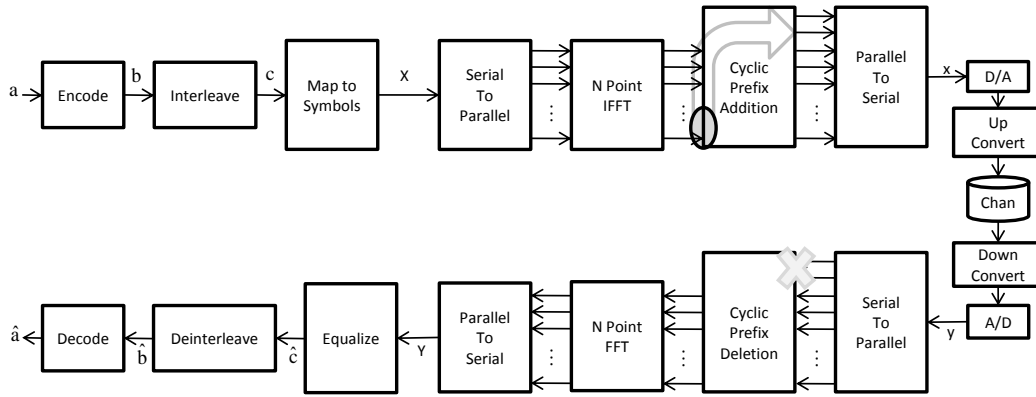 a
Encode
b
Interleave
c
Map to
Symbols
X
Serial
To
Parallel
...
N Point
IFFT
...
Cyclic
Prefix
Addition
...
Parallel
To
Serial
x
D/A
Up
Convert
Chan
Down
Convert
A/D
y
Serial
To
Parallel
...
Cyclic
Prefix
Deletion
...
N Point
FFT
...
Parallel
To
Serial
Y
Equalize
ĉ
Deinterleave
b̂
Decode
â